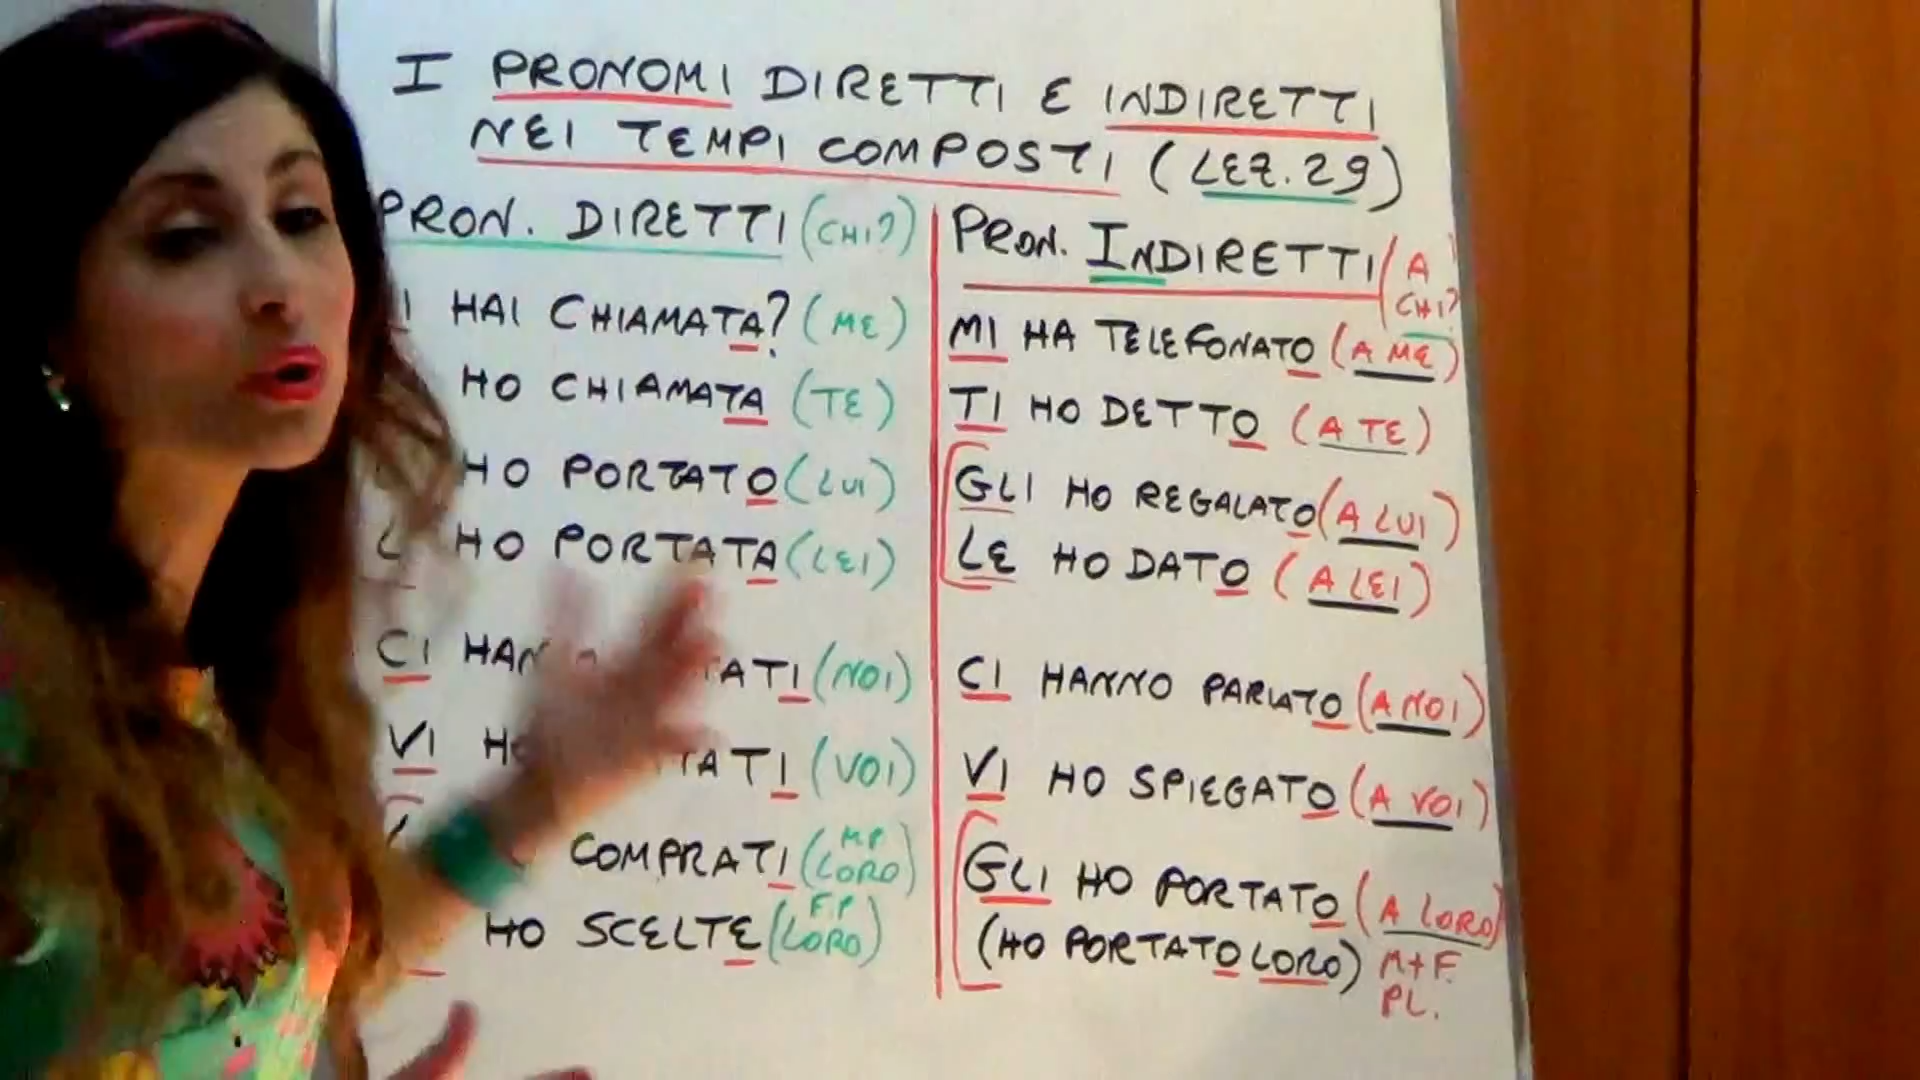 I PRONOMI DIRETTI E INDIRETTI
NEI TEMPI COMPOSTI (LEZ. 29)
PRON. DIRETTI (CHI?)
HAI CHIAMATA? (ME)
HO CHIAMATA (TE)
HO PORTATO (LUI)
HO PORTATA (LEI)
CI (NOI)
VI (VOI)
COMPRATI (LORO) M.P.
HO SCELTE (LORO) F.P.
PRON. INDIRETTI (A CHI?)
MI HA TELEFONATO (A ME)
TI HO DETTO (A TE)
GLI HO REGALATO (A LUI)
LE HO DATO (A LEI)
CI HANNO PARLATO (A NOI)
VI HO SPIEGATO (A VOI)
GLI HO PORTATO (A LORO)
(HO PORTATO LORO) M+F.
PL.